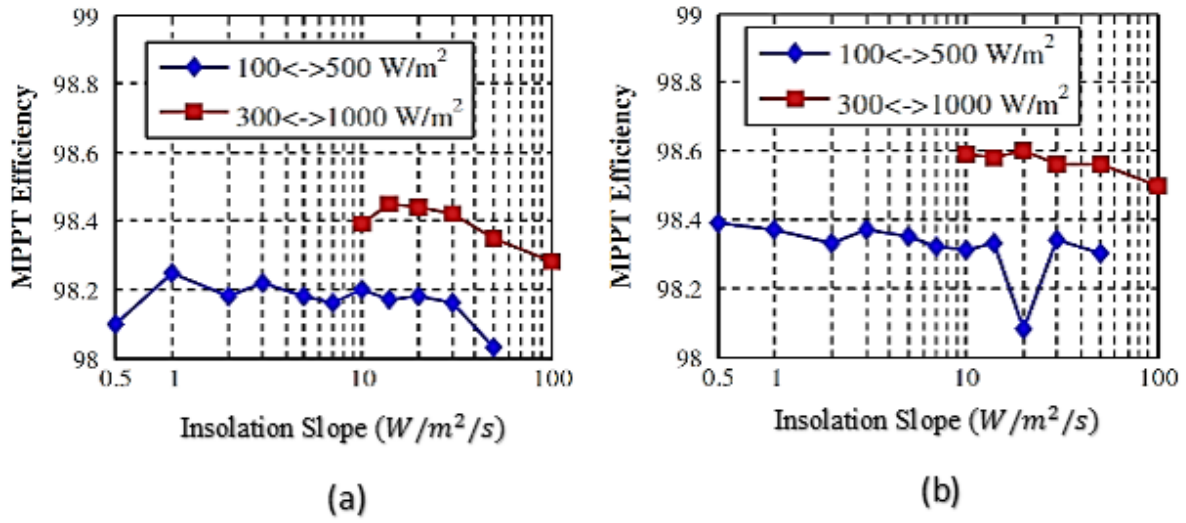 99
98.8
98.6
98.4
98.2
98
MPPT Efficiency
100<->500 W/m²
300<->1000 W/m²
0.5
1
10
100
Insolation Slope (W/m²/s)
(a)
99
98.8
98.6
98.4
98.2
98
MPPT Efficiency
100<->500 W/m²
300<->1000 W/m²
0.5
1
10
100
Insolation Slope (W/m²/s)
(b)